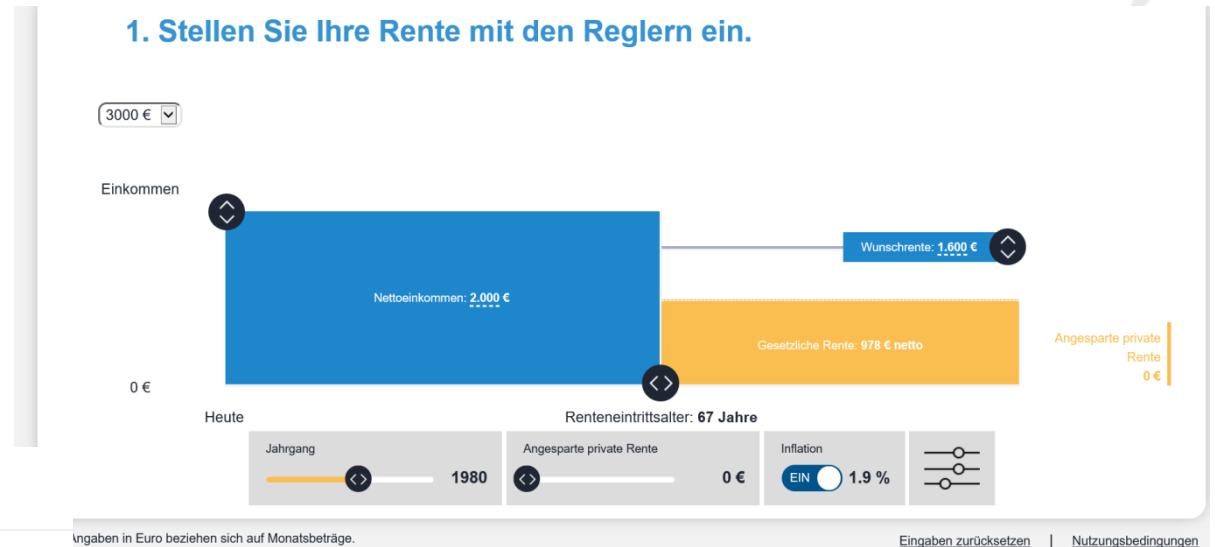 1. Stellen Sie Ihre Rente mit den Reglern ein.
3000 €
Einkommen
Wunschrente: 1.600 €
Nettoeinkommen: 2.000 €
Gesetzliche Rente: 978 € netto
Angesparte private
Rente
0 €
0 €
Heute
Renteneintrittsalter: 67 Jahre
Jahrgang
1980
Angesparte private Rente
0 €
Inflation
EIN 1.9 %
Angaben in Euro beziehen sich auf Monatsbeträge.
Eingaben zurücksetzen | Nutzungsbedingungen